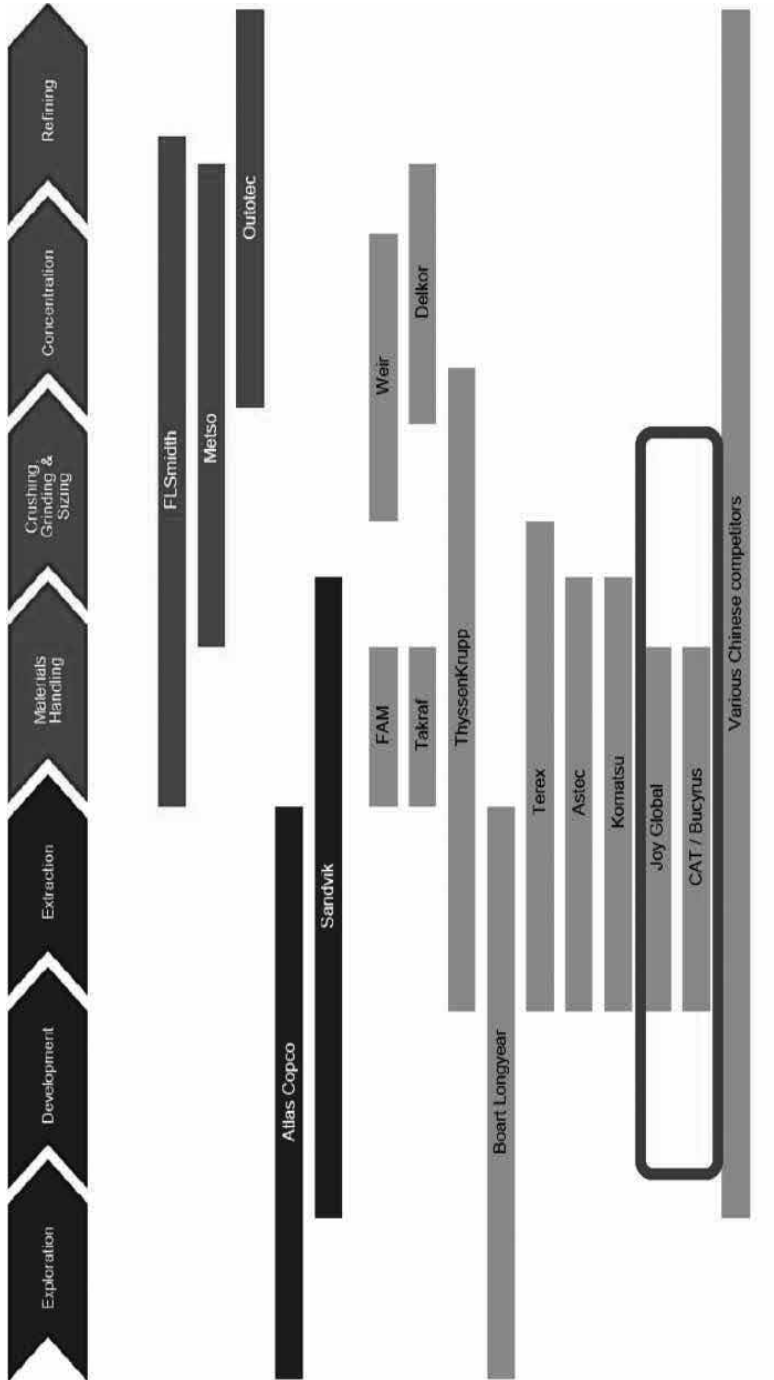 Exploration
Development
Extraction
Materials
Handling
Crushing
Grinding &
Sizing
Concentration
Refining
FLSmidth
Metso
Outotec
Atlas Copco
Sandvik
FAM
Weir
Takraf
Delkor
ThyssenKrupp
Boart Longyear
Terex
Astec
Komatsu
Joy Global
CAT / Bucyrus
Various Chinese competitors